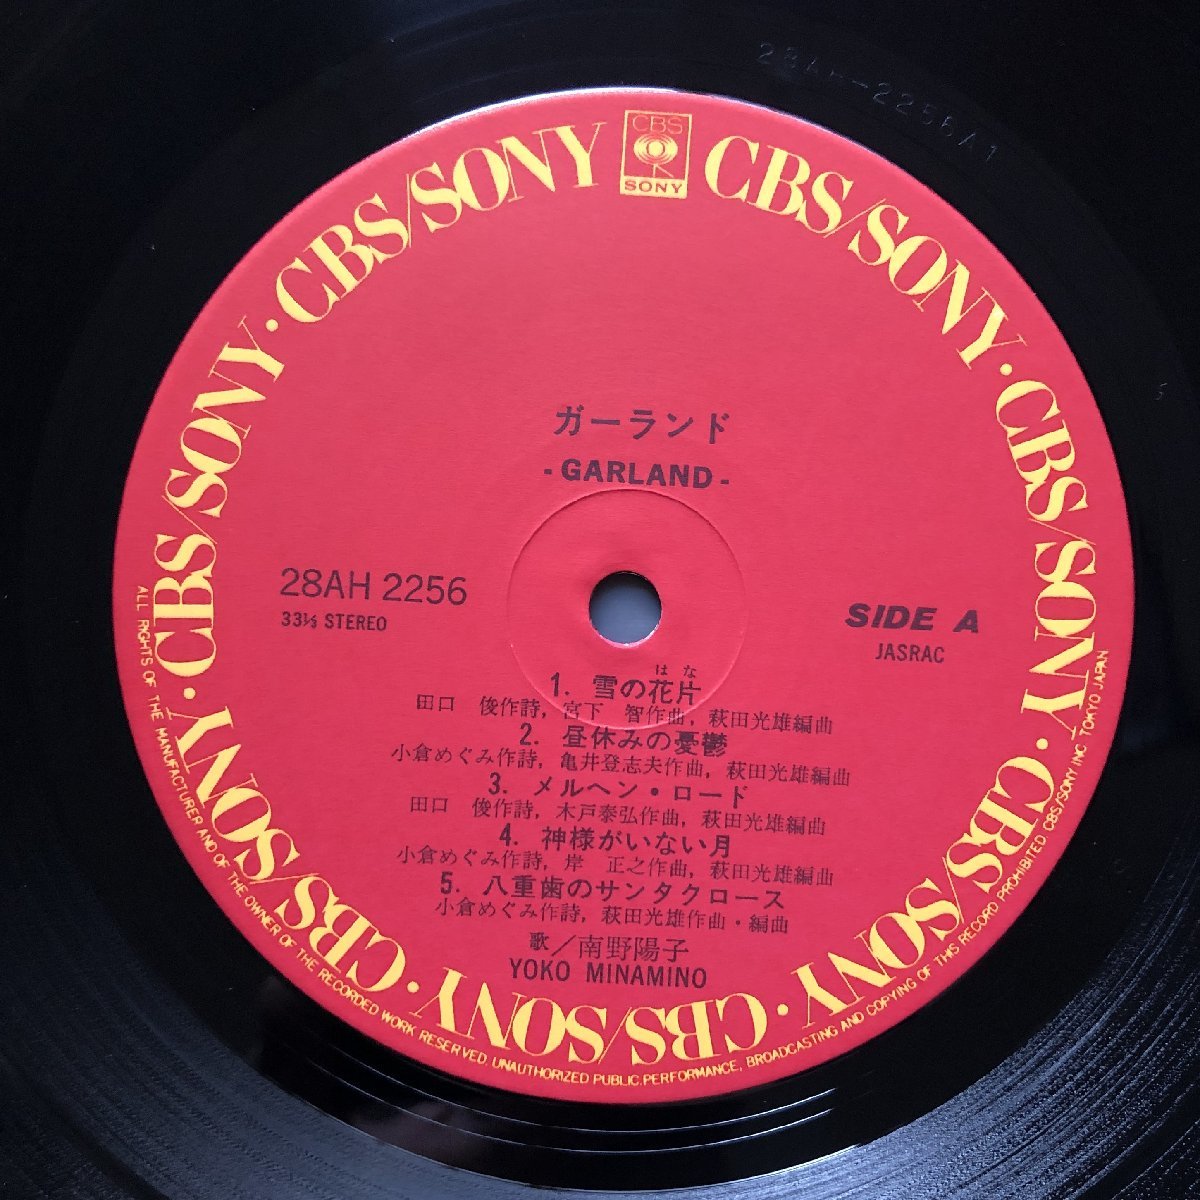 28AH-2256A1
CBS
SONY
CBS/SONY · CBS/SONY · CBS/SONY · CBS/SONY · CBS/SONY · CBS/SONY · CBS/SONY · CBS/SONY · CBS/SONY
ガーランド
- GARLAND -
28AH 2256
33⅓ STEREO
SIDE A
JASRAC
はな
1. 雪の花片
田口 俊作詩, 宮下 智作曲, 萩田光雄編曲
2. 昼休みの憂鬱
小倉めぐみ作詩, 亀井登志夫作曲, 萩田光雄編曲
3. メルヘン・ロード
田口 俊作詩, 木戸泰弘作曲, 萩田光雄編曲
4. 神様がいない月
小倉めぐみ作詩, 岸 正之作曲, 萩田光雄編曲
5. 八重歯のサンタクロース
小倉めぐみ作詩, 萩田光雄作曲・編曲
歌/南野陽子
YOKO MINAMINO
ALL RIGHTS OF THE MANUFACTURER AND OF THE OWNER OF THE RECORDED WORK RESERVED. UNAUTHORIZED PUBLIC PERFORMANCE, BROADCASTING AND COPYING OF THIS RECORD PROHIBITED CBS/SONY INC TOKYO JAPAN